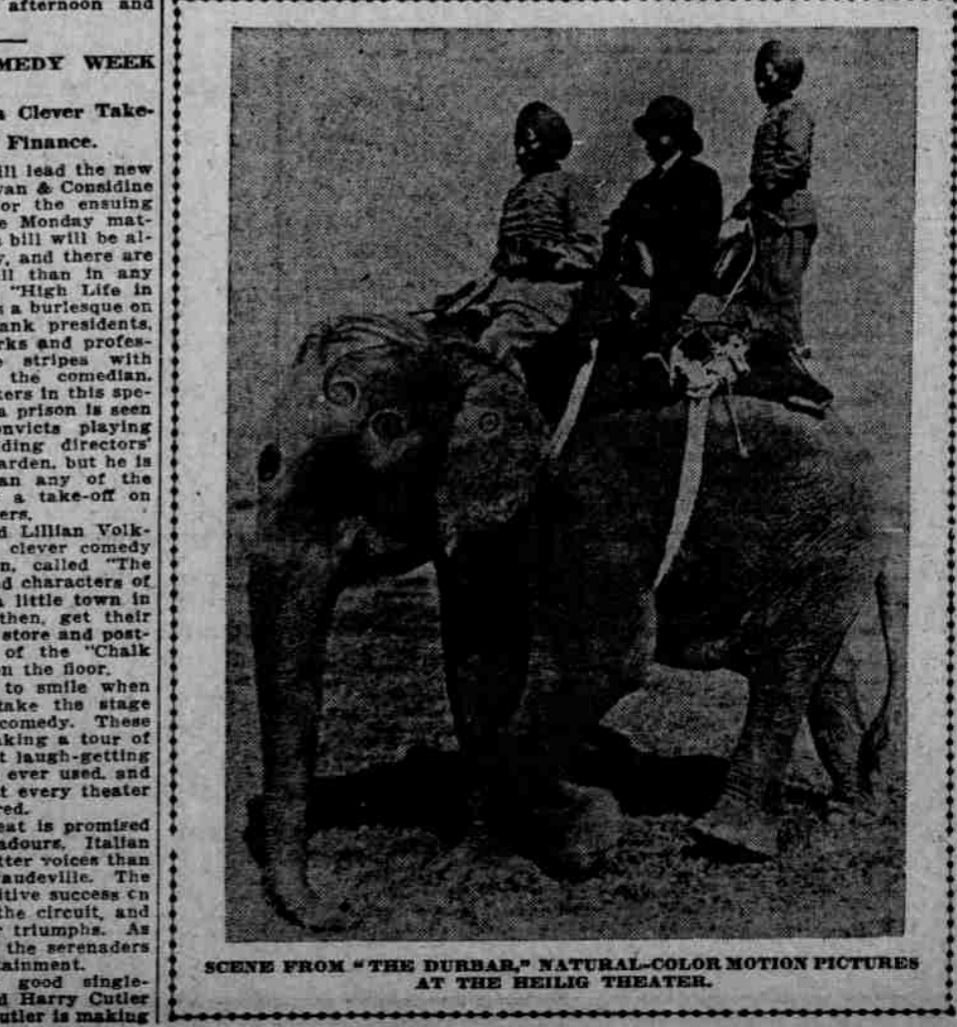 afternoon and
MEDY WEEK
Clever Take-
Finance.
ill lead the new
van & Considine
or the ensuing
e Monday mat-
bill will be al-
y, and there are
ll than in any
"High Life in
s a burlesque on
ank presidents,
rks and profes-
stripes with
the comedian.
ters in this spe-
a prison is seen
onvicts playing
ding directors'
arden, but he is
an any of the
a take-off on
ers.
d Lillian Volk-
clever comedy
n, called "The
d characters of
a little town in
then, get their
store and post-
of the "Chalk
n the floor.
to smile when
take the stage
comedy. These
aking a tour of
t laugh-getting
ever used, and
t every theater
red.
eat is promised
adours, Italian
tter voices than
audeville. The
itive success on
the circuit, and
r triumphs. As
the serenaders
tainment.
good single-
d Harry Cutler
utler is making
SCENE FROM "THE DURBAR," NATURAL-COLOR MOTION PICTURES
AT THE HEILIG THEATER.